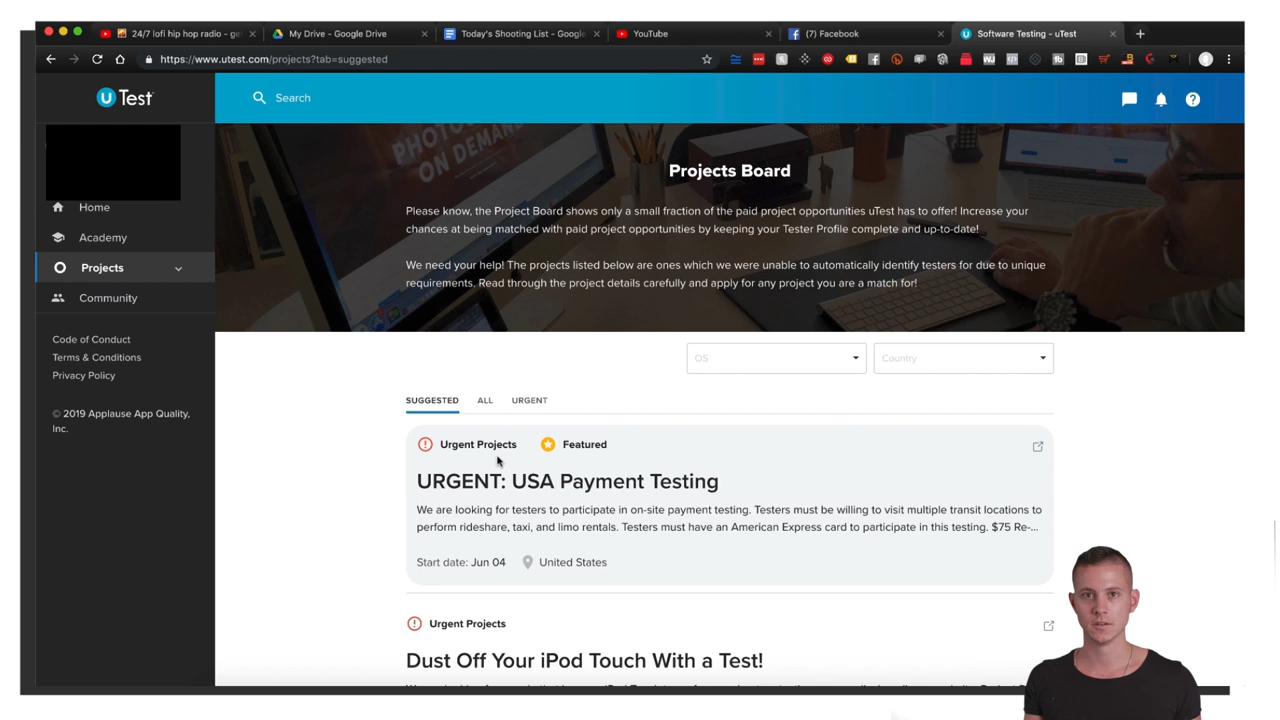 24/7 lofi hip hop radio - ge
My Drive - Google Drive
Today's Shooting List - Google
YouTube
(7) Facebook
Software Testing - uTest
https://www.utest.com/projects?tab=suggested
uTest
Search
PHOTOS
ON DEMAND
Projects Board
Please know, the Project Board shows only a small fraction of the paid project opportunities uTest has to offer! Increase your
chances at being matched with paid project opportunities by keeping your Tester Profile complete and up-to-date!
We need your help! The projects listed below are ones which we were unable to automatically identify testers for due to unique
requirements. Read through the project details carefully and apply for any project you are a match for!
Home
Academy
Projects
Community
Code of Conduct
Terms & Conditions
Privacy Policy
© 2019 Applause App Quality,
Inc.
OS
Country
SUGGESTED
ALL
URGENT
Urgent Projects
Featured
URGENT: USA Payment Testing
We are looking for testers to participate in on-site payment testing. Testers must be willing to visit multiple transit locations to
perform rideshare, taxi, and limo rentals. Testers must have an American Express card to participate in this testing. $75 Re-...
Start date: Jun 04
United States
Urgent Projects
Dust Off Your iPod Touch With a Test!